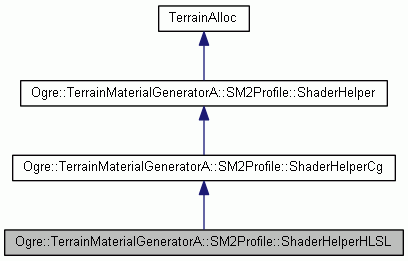 TerrainAlloc
Ogre::TerrainMaterialGeneratorA::SM2Profile::ShaderHelper
Ogre::TerrainMaterialGeneratorA::SM2Profile::ShaderHelperCg
Ogre::TerrainMaterialGeneratorA::SM2Profile::ShaderHelperHLSL